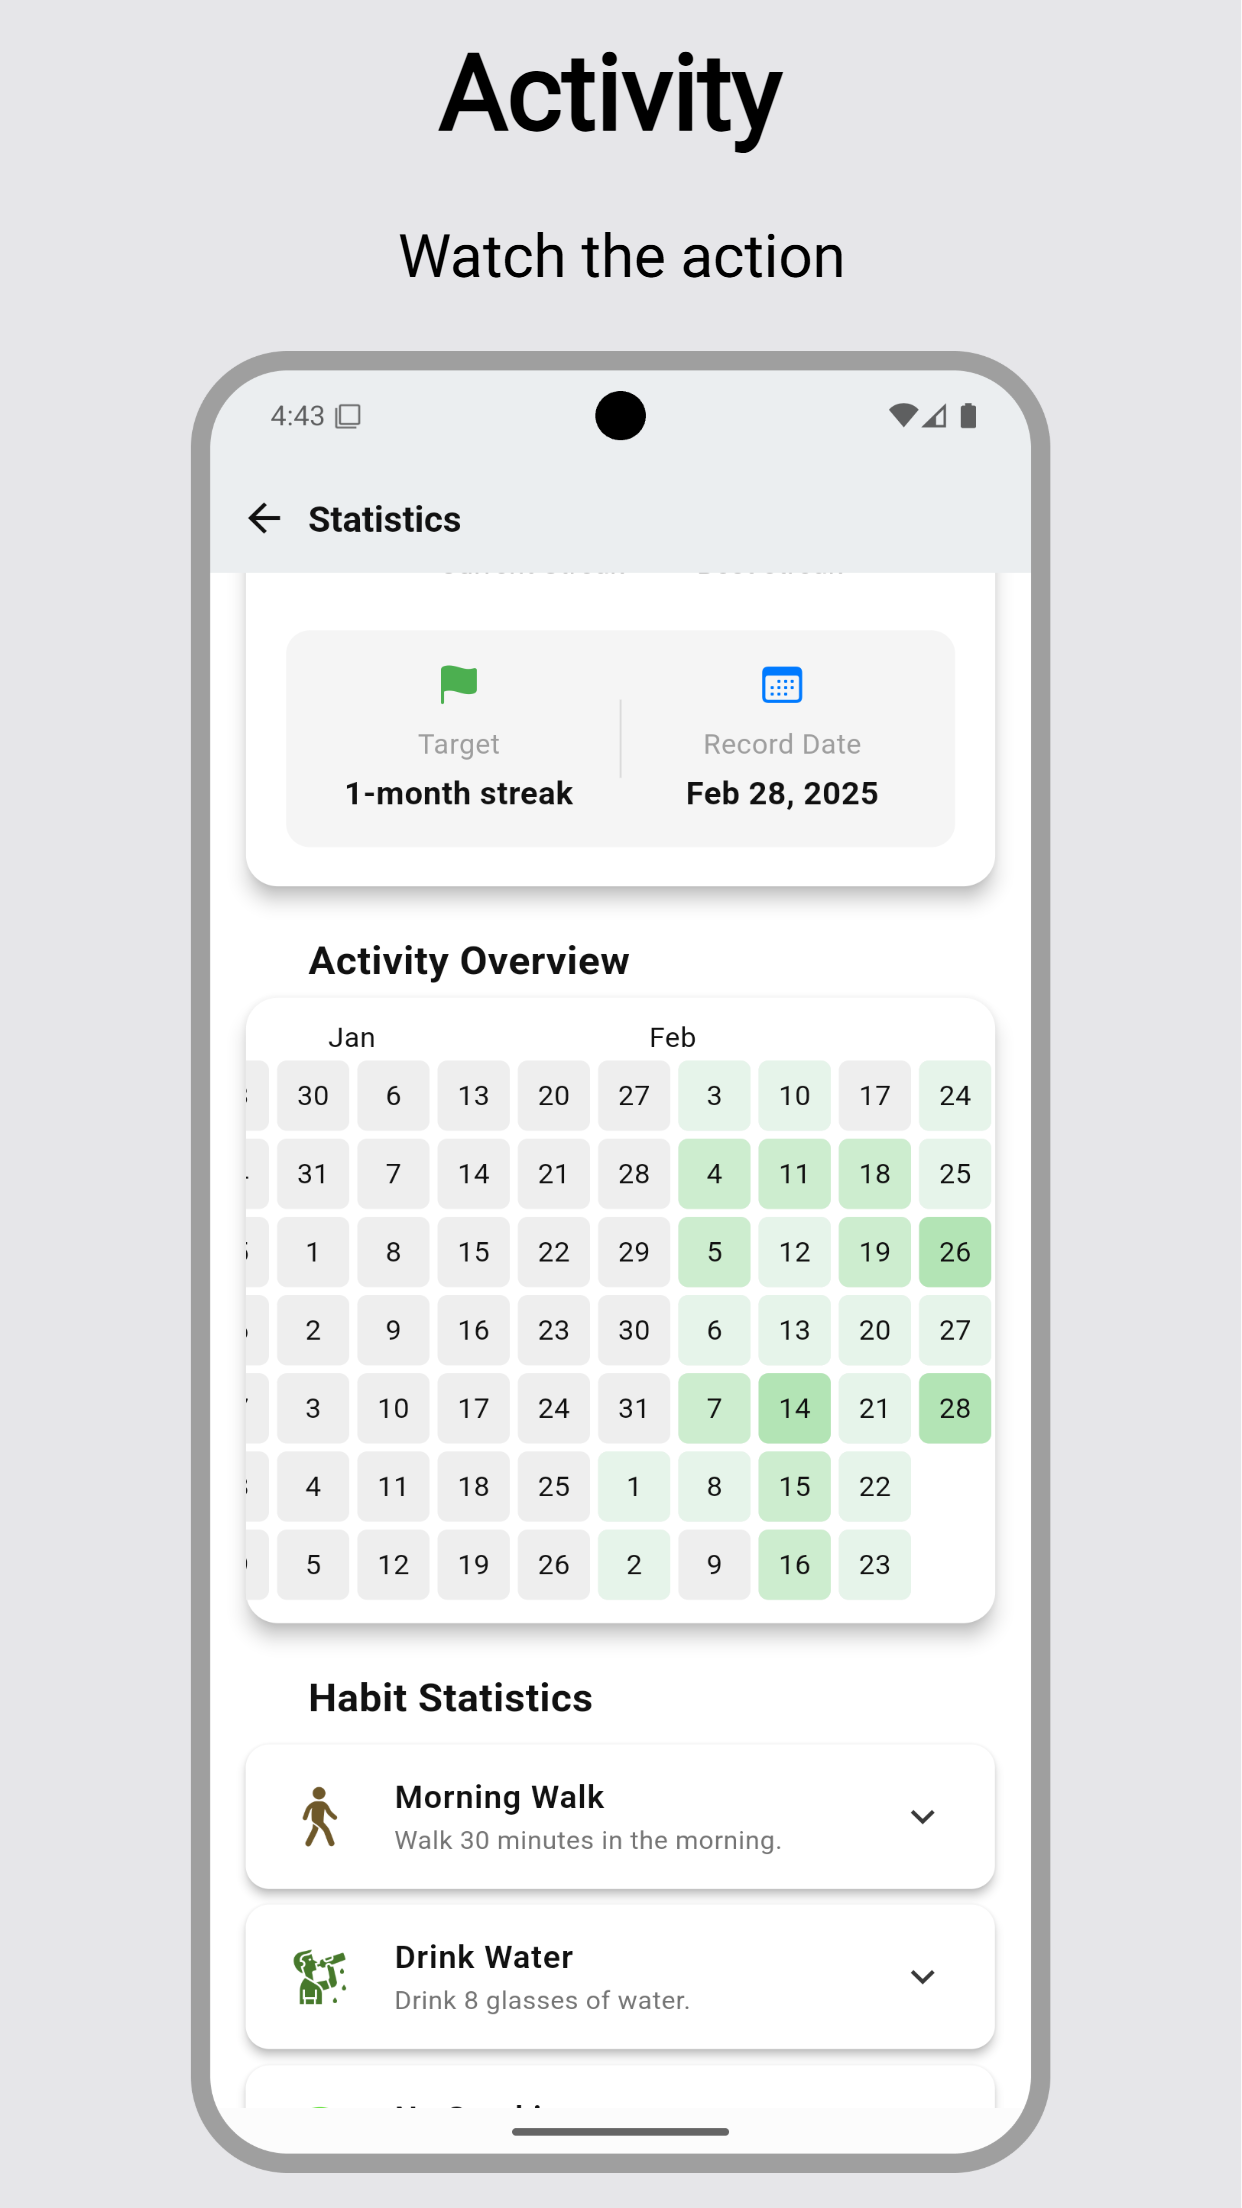 Activity
Watch the action
4:43
Statistics
Target
Record Date
1-month streak
Feb 28, 2025
Activity Overview
Jan
Feb
30 6 13 20 27 3 10 17 24
31 7 14 21 28 4 11 18 25
1 8 15 22 29 5 12 19 26
2 9 16 23 30 6 13 20 27
3 10 17 24 31 7 14 21 28
4 11 18 25 1 8 15 22
5 12 19 26 2 9 16 23
Habit Statistics
Morning Walk
Walk 30 minutes in the morning.
Drink Water
Drink 8 glasses of water.